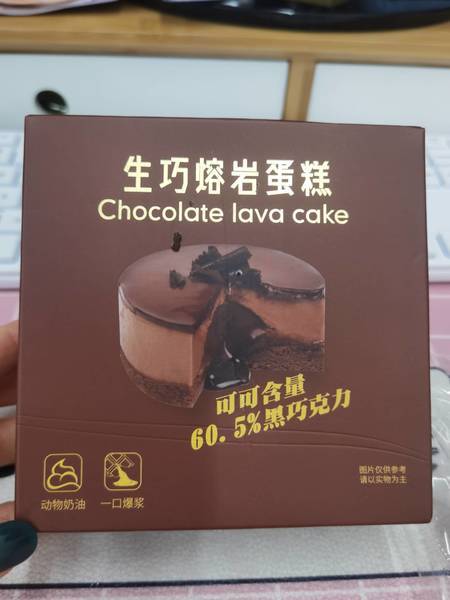 生巧熔岩蛋糕
Chocolate lava cake
可可含量
60.5%黑巧克力
动物奶油 一口爆浆
图片仅供参考
请以实物为主